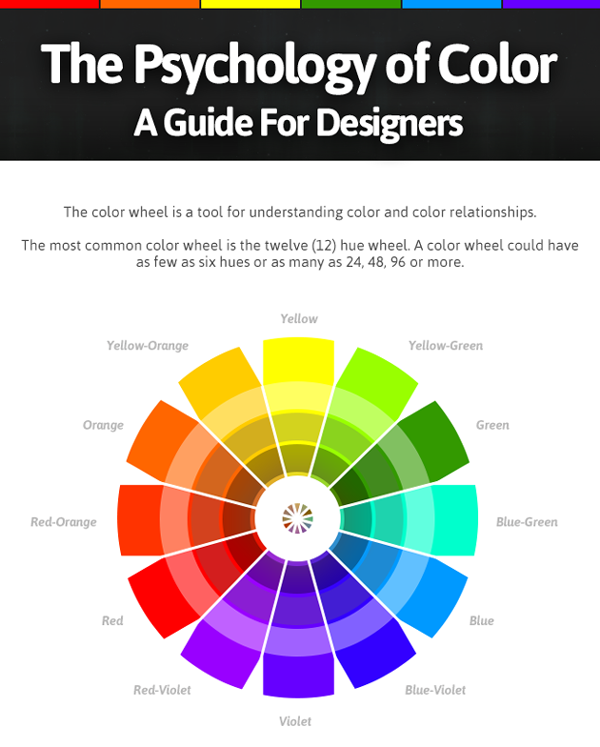 The Psychology of Color
A Guide For Designers
The color wheel is a tool for understanding color and color relationships.
The most common color wheel is the twelve (12) hue wheel. A color wheel could have
as few as six hues or as many as 24, 48, 96 or more.
Yellow
Yellow-Orange
Yellow-Green
Orange
Green
Red-Orange
Blue-Green
Red
Blue
Red-Violet
Blue-Violet
Violet